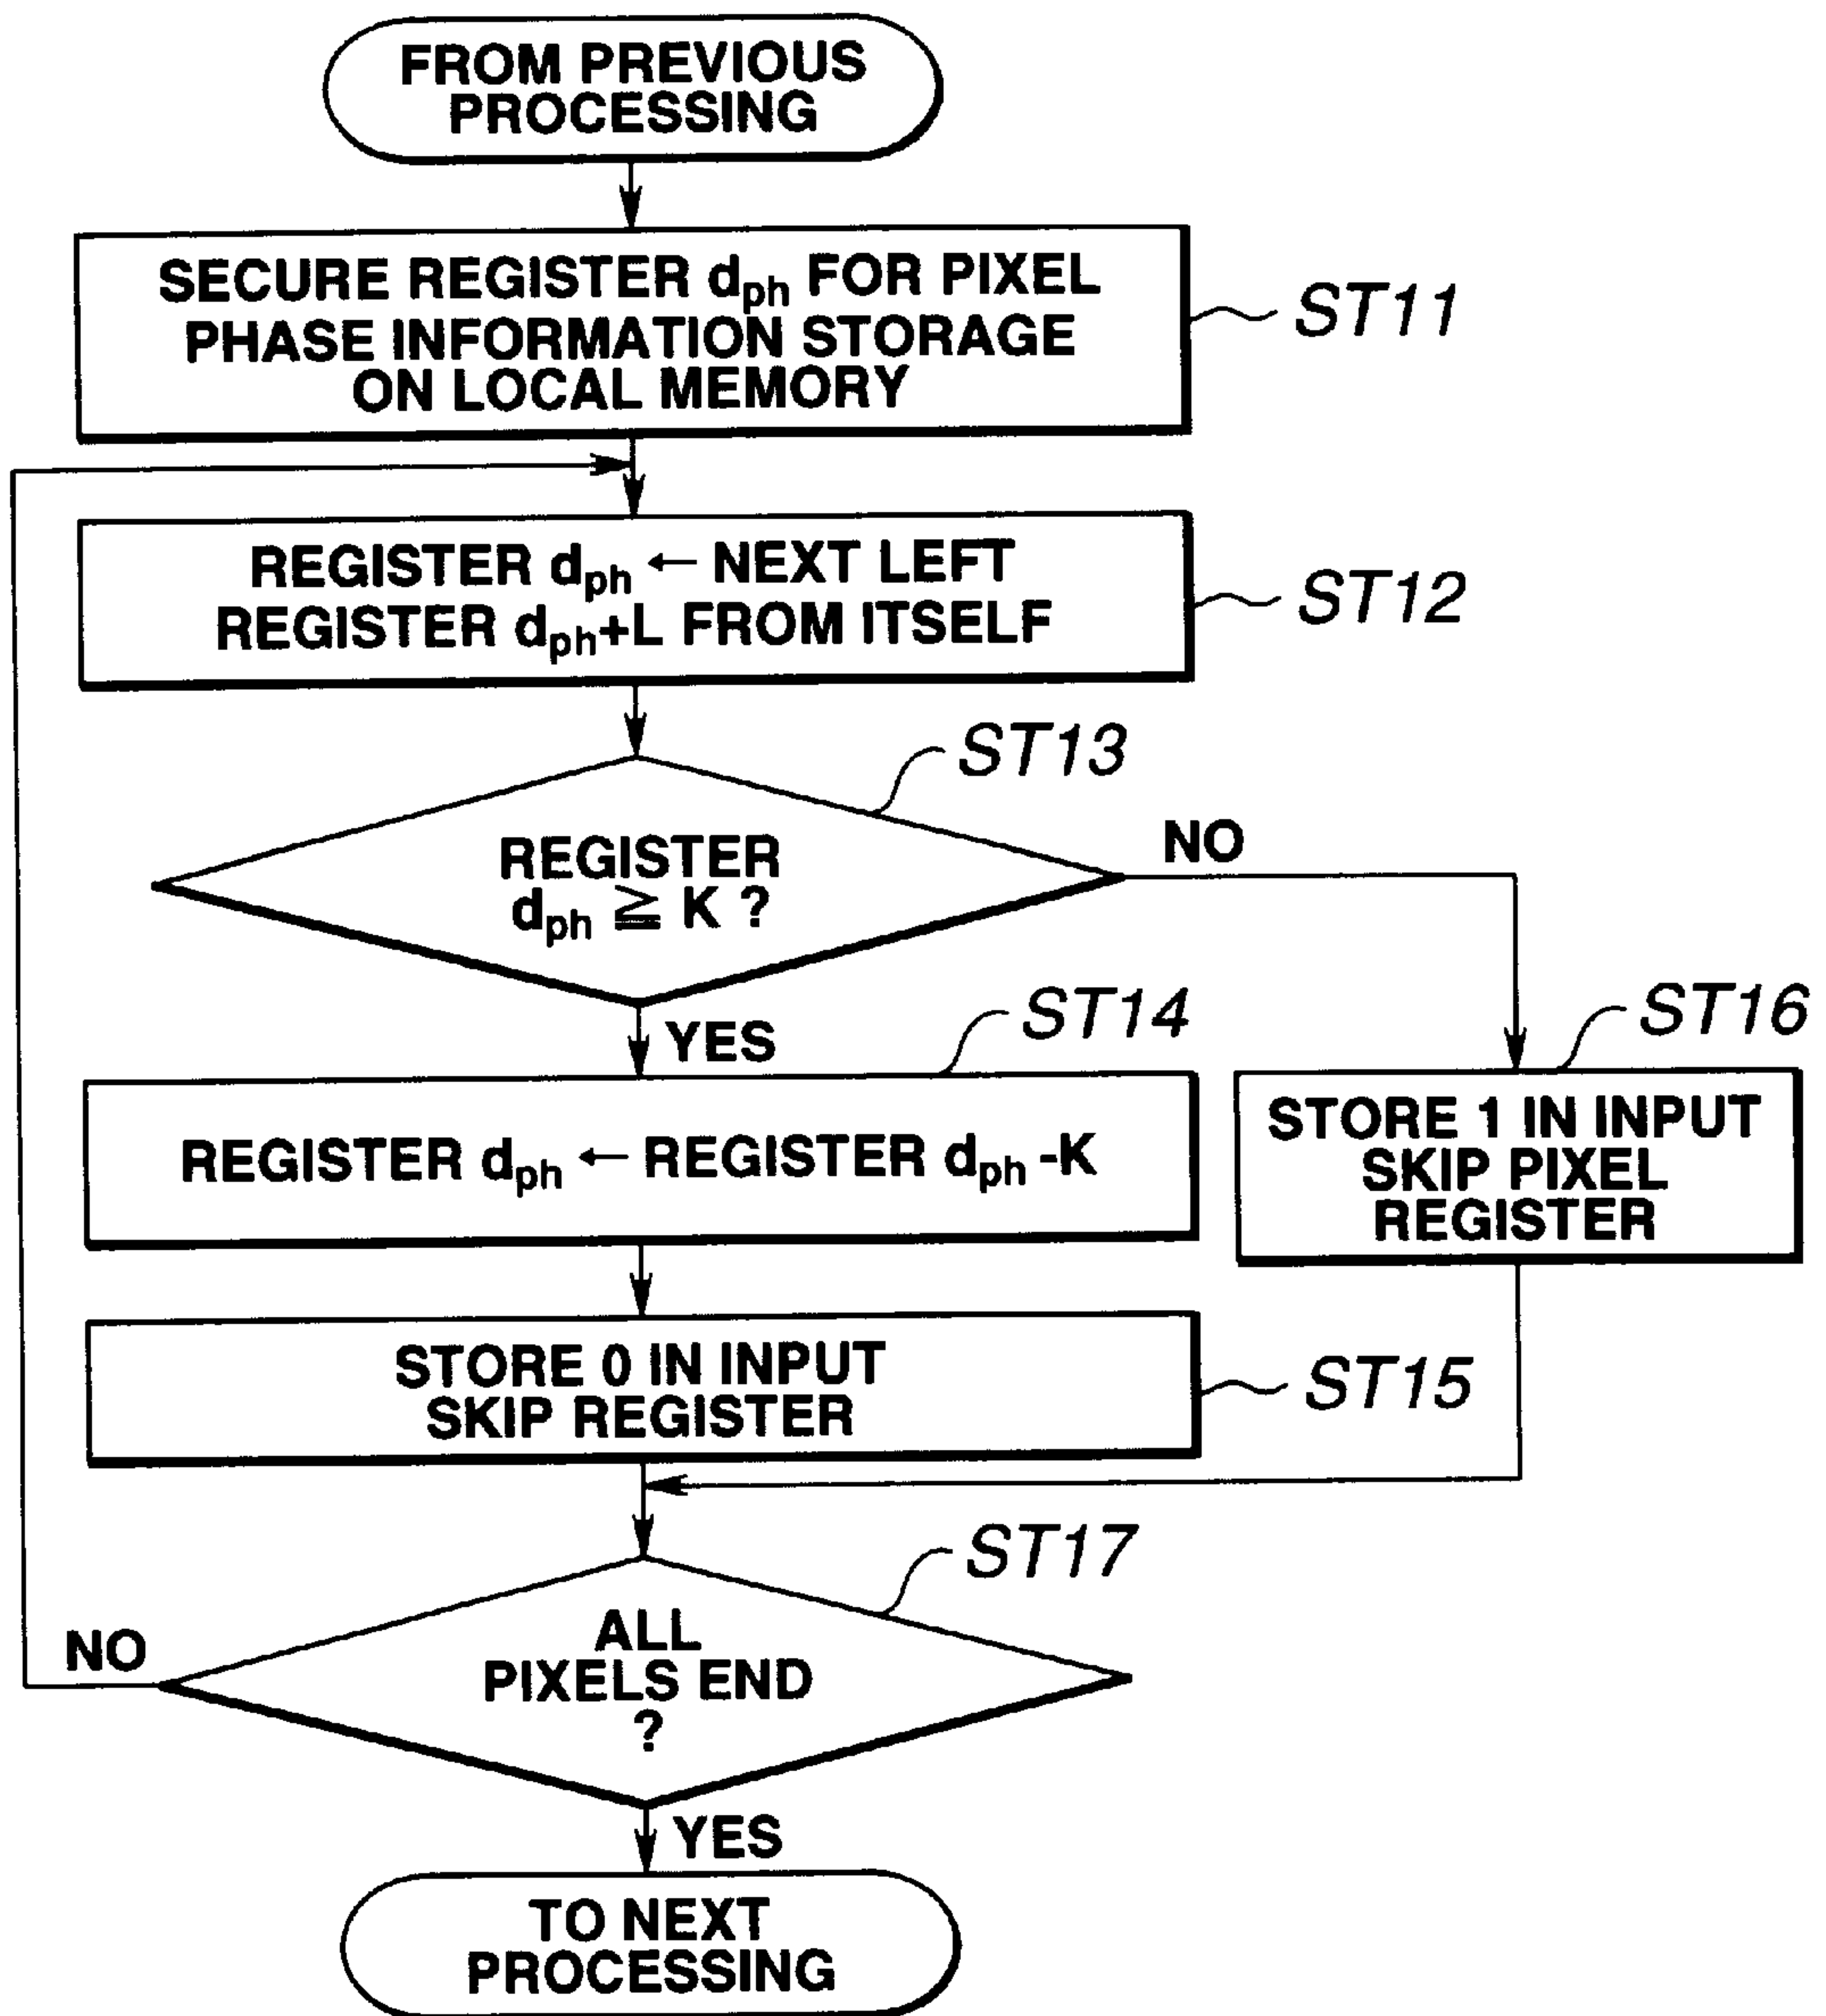 FROM PREVIOUS
PROCESSING
SECURE REGISTER dph FOR PIXEL
PHASE INFORMATION STORAGE
ON LOCAL MEMORY
ST11
REGISTER dph ← NEXT LEFT
REGISTER dph+L FROM ITSELF
ST12
ST13
REGISTER
dph ≧ K ?
NO
YES
ST14
REGISTER dph ← REGISTER dph -K
ST16
STORE 1 IN INPUT
SKIP PIXEL
REGISTER
STORE 0 IN INPUT
SKIP REGISTER
ST15
ST17
ALL
PIXELS END
?
NO
YES
TO NEXT
PROCESSING